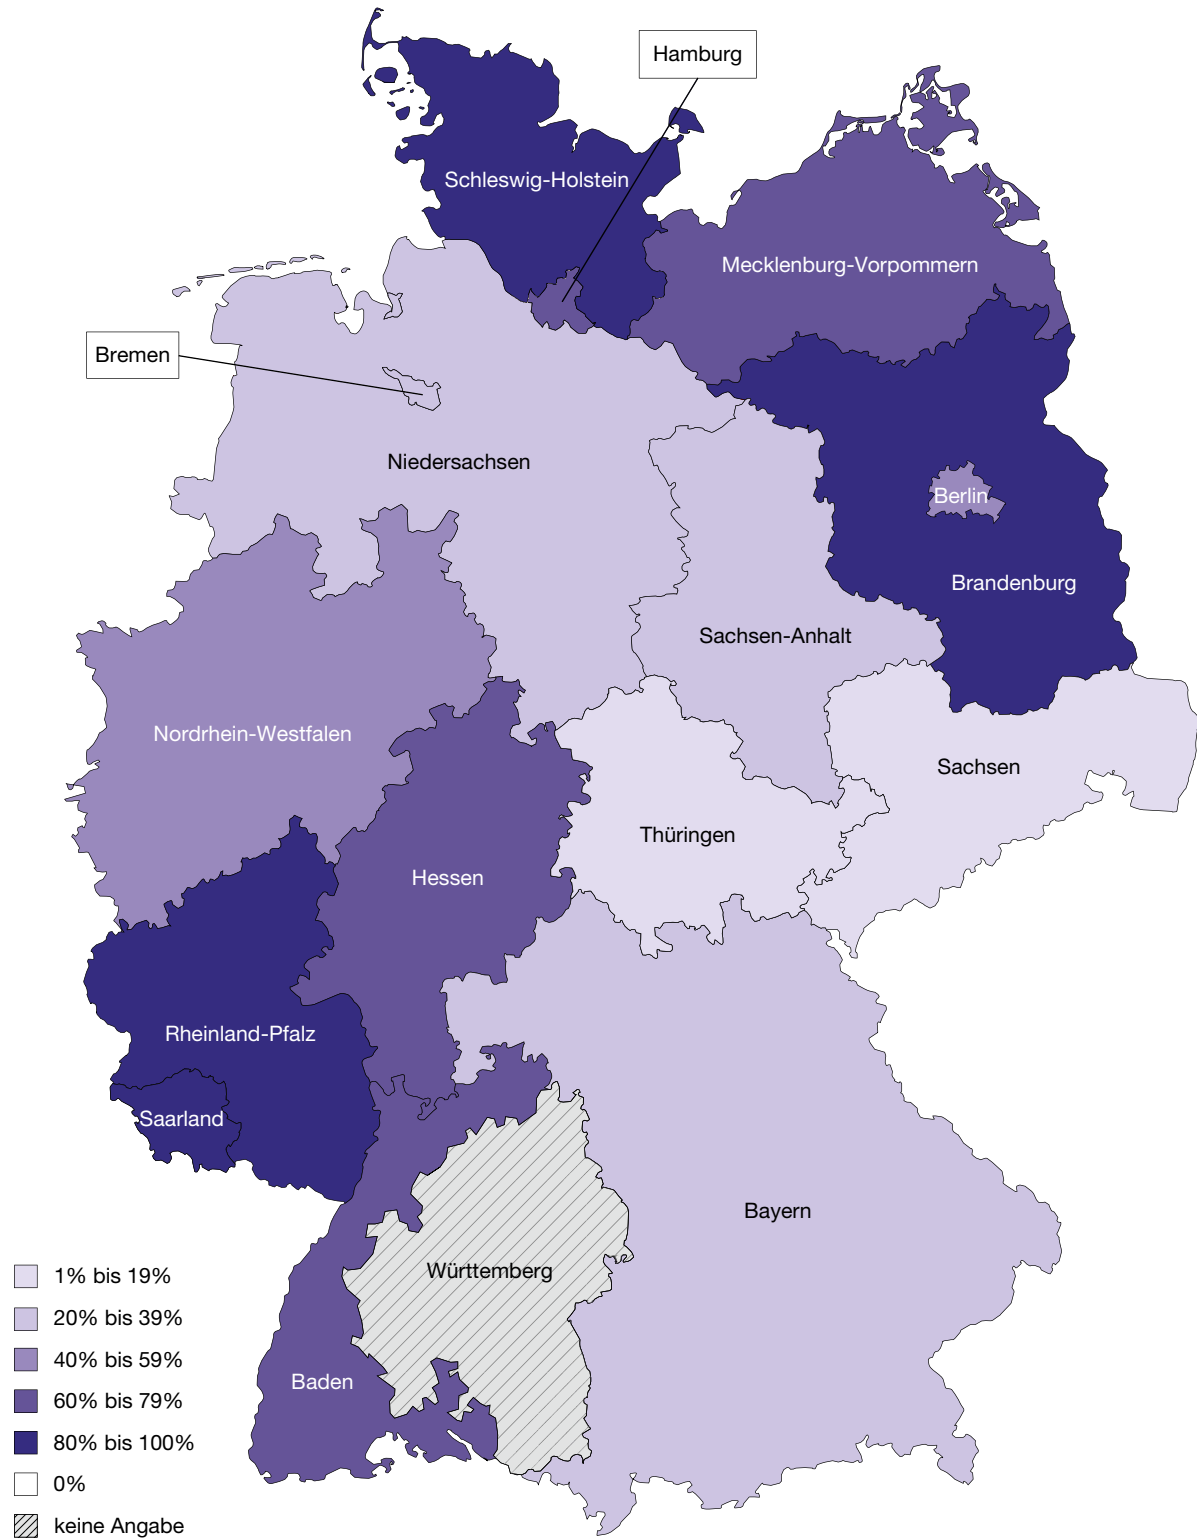 Hamburg
Schleswig-Holstein
Mecklenburg-Vorpommern
Bremen
Niedersachsen
Berlin
Brandenburg
Sachsen-Anhalt
Nordrhein-Westfalen
Sachsen
Thüringen
Hessen
Rheinland-Pfalz
Saarland
Bayern
Württemberg
Baden
1% bis 19%
20% bis 39%
40% bis 59%
60% bis 79%
80% bis 100%
0%
keine Angabe